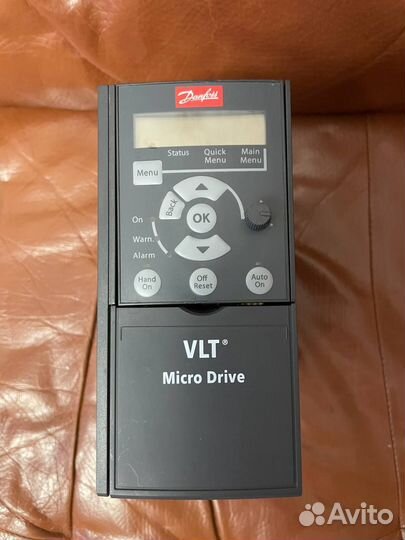 Danfoss
Status Quick Menu Main Menu
Menu
Back
OK
On
Warn.
Alarm
Hand On
Off Reset
Auto On
VLT®
Micro Drive
Avito